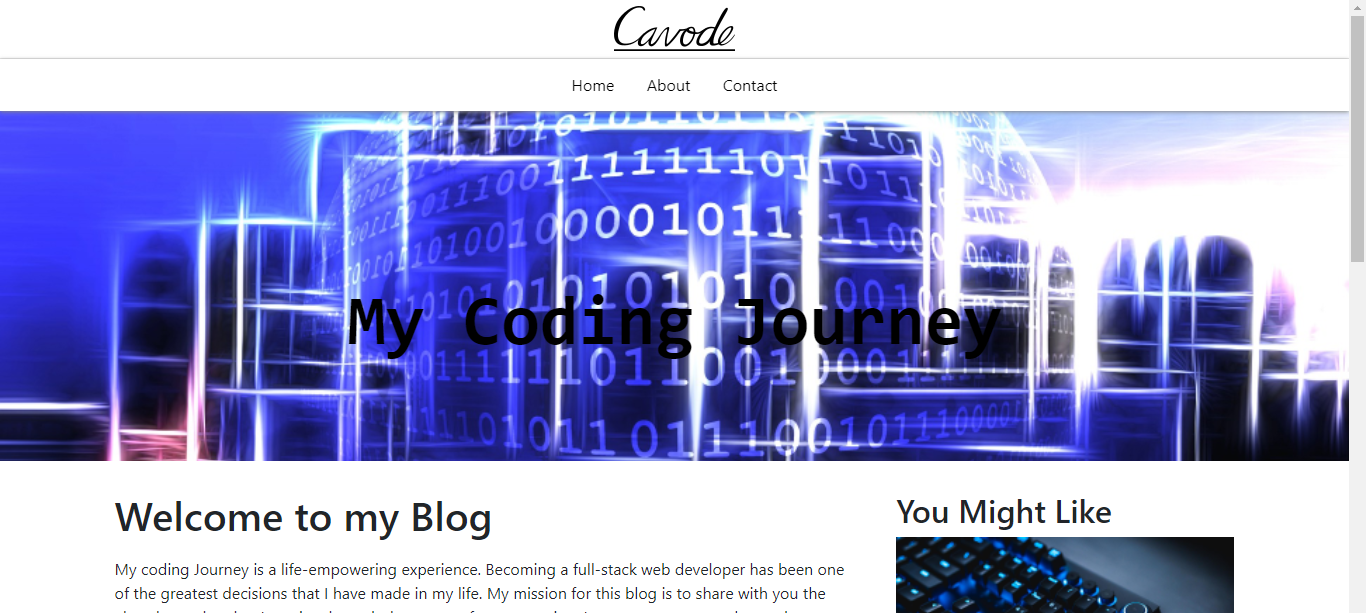 Cavode
Home About Contact
My Coding Journey
Welcome to my Blog
My coding Journey is a life-empowering experience. Becoming a full-stack web developer has been one
of the greatest decisions that I have made in my life. My mission for this blog is to share with you the
You Might Like